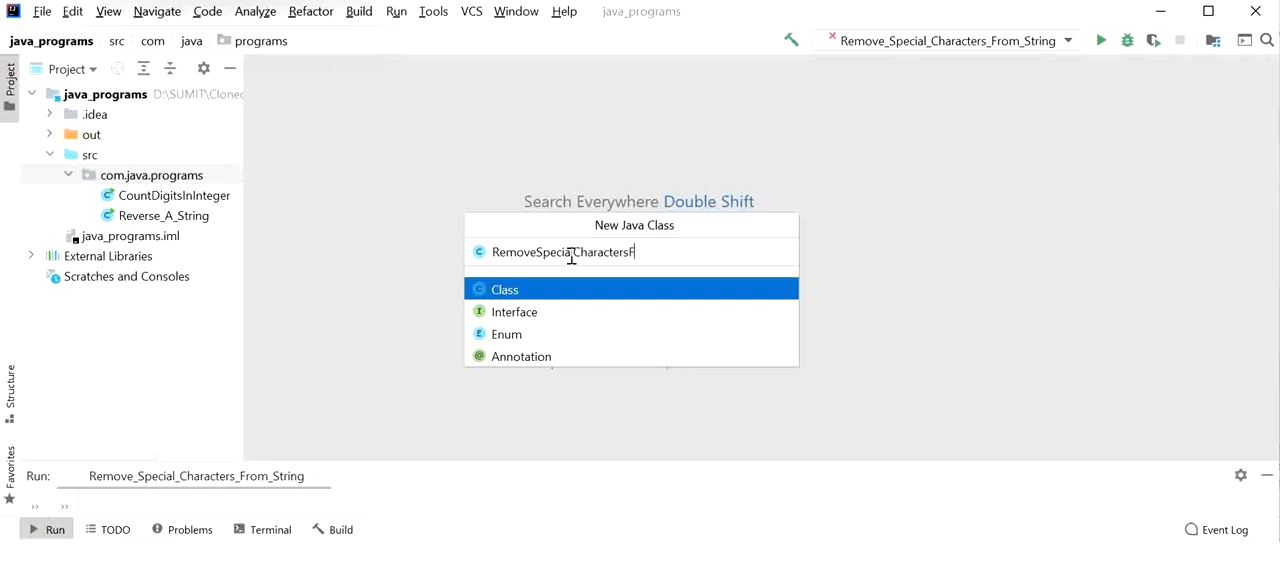 File Edit View Navigate Code Analyze Refactor Build Run Tools VCS Window Help java_programs
java_programs src com java programs Remove_Special_Characters_From_String
Project
Project
java_programs D:\SUMIT\Cloned
.idea
out
src
com.java.programs
CountDigitsInInteger
Reverse_A_String
java_programs.iml
External Libraries
Scratches and Consoles
Search Everywhere Double Shift
New Java Class
RemoveSpecialCharactersF
Class
Interface
Enum
Annotation
Structure
Favorites
Run: Remove_Special_Characters_From_String
Run TODO Problems Terminal Build Event Log